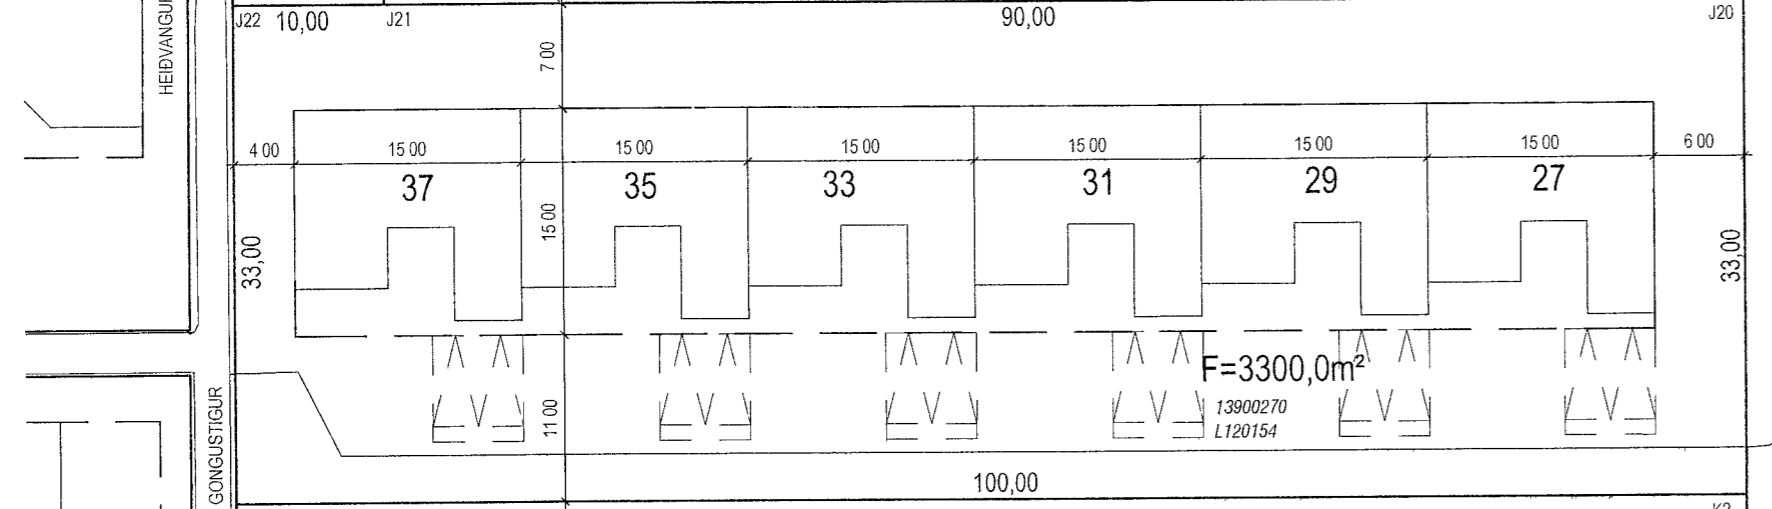 HEIÐVANGUR
J22 10,00 J21 90,00 J20
7 00
4 00 15 00 15 00 15 00 15 00 15 00 15 00 6 00
37 35 33 31 29 27
15 00
33,00 33,00
F=3300,0m²
13900270
L120154
11 00
GONGUSTIGUR
100,00